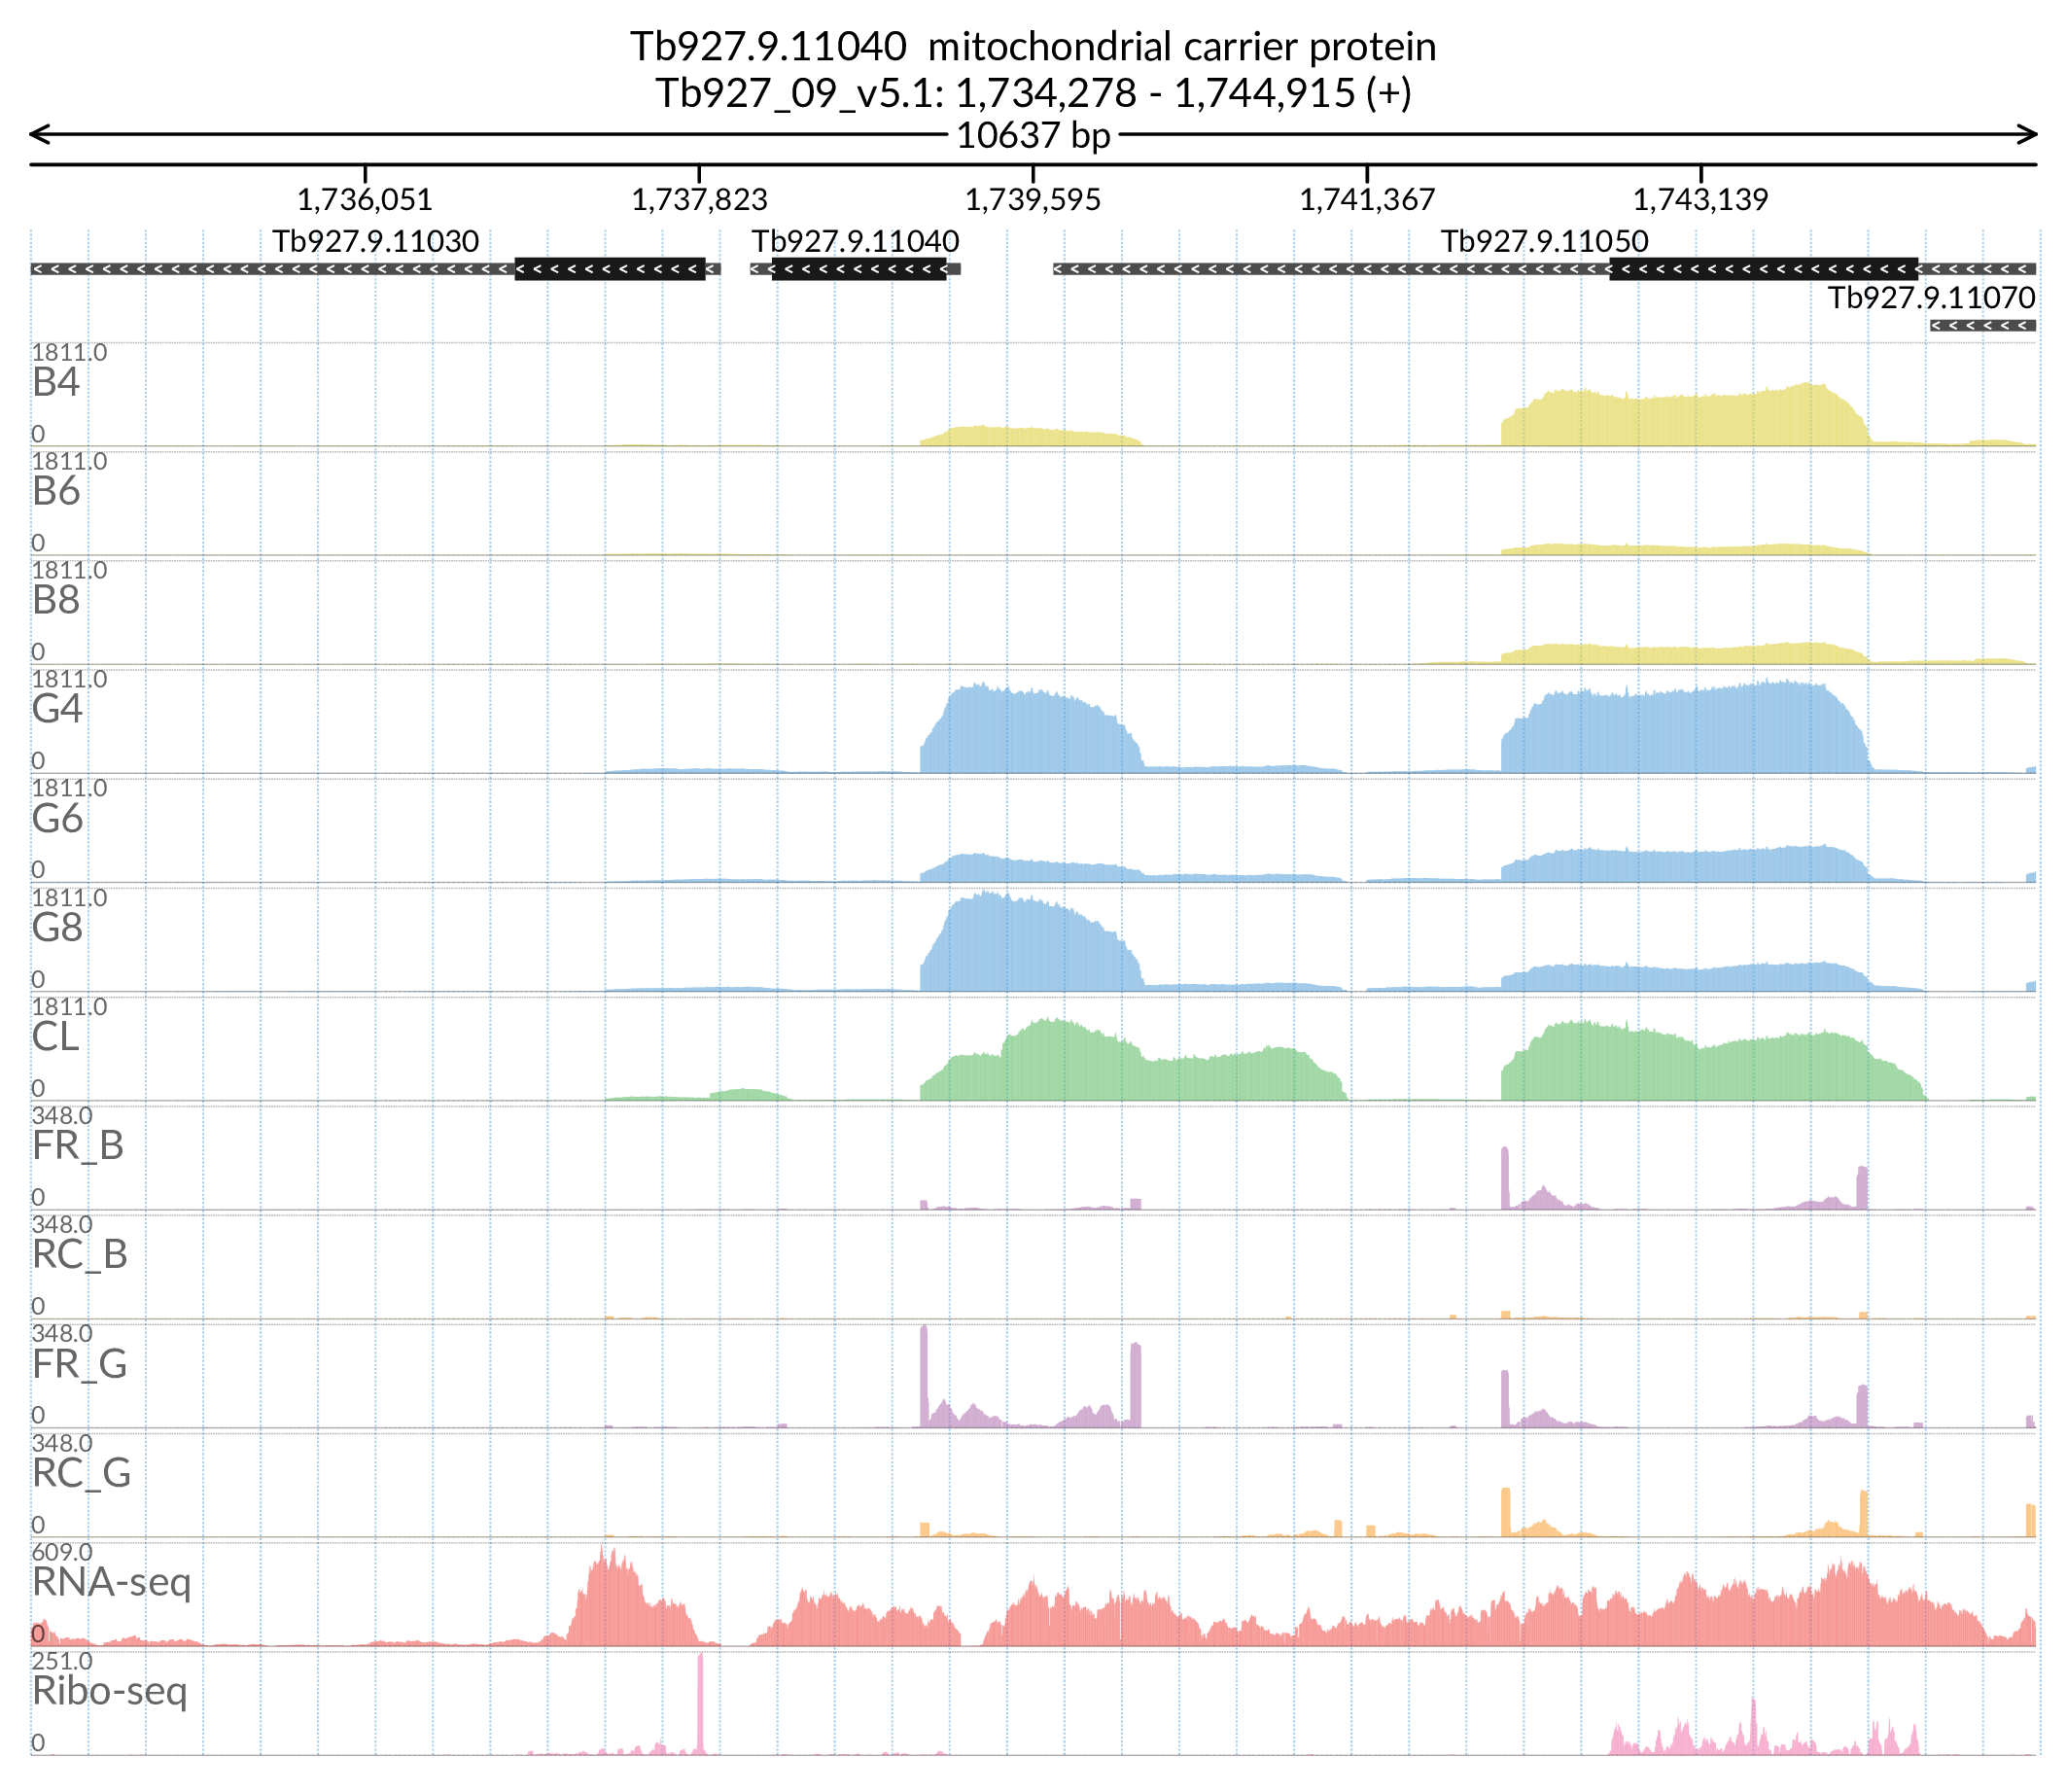 Tb927.9.11040  mitochondrial carrier protein
Tb927_09_v5.1: 1,734,278 - 1,744,915 (+)
10637 bp
1,736,051 1,737,823 1,739,595 1,741,367 1,743,139
Tb927.9.11030 Tb927.9.11040 Tb927.9.11050
Tb927.9.11070
1811.0
B4
0
1811.0
B6
0
1811.0
B8
0
1811.0
G4
0
1811.0
G6
0
1811.0
G8
0
1811.0
CL
0
348.0
FR_B
0
348.0
RC_B
0
348.0
FR_G
0
348.0
RC_G
0
609.0
RNA-seq
0
251.0
Ribo-seq
0